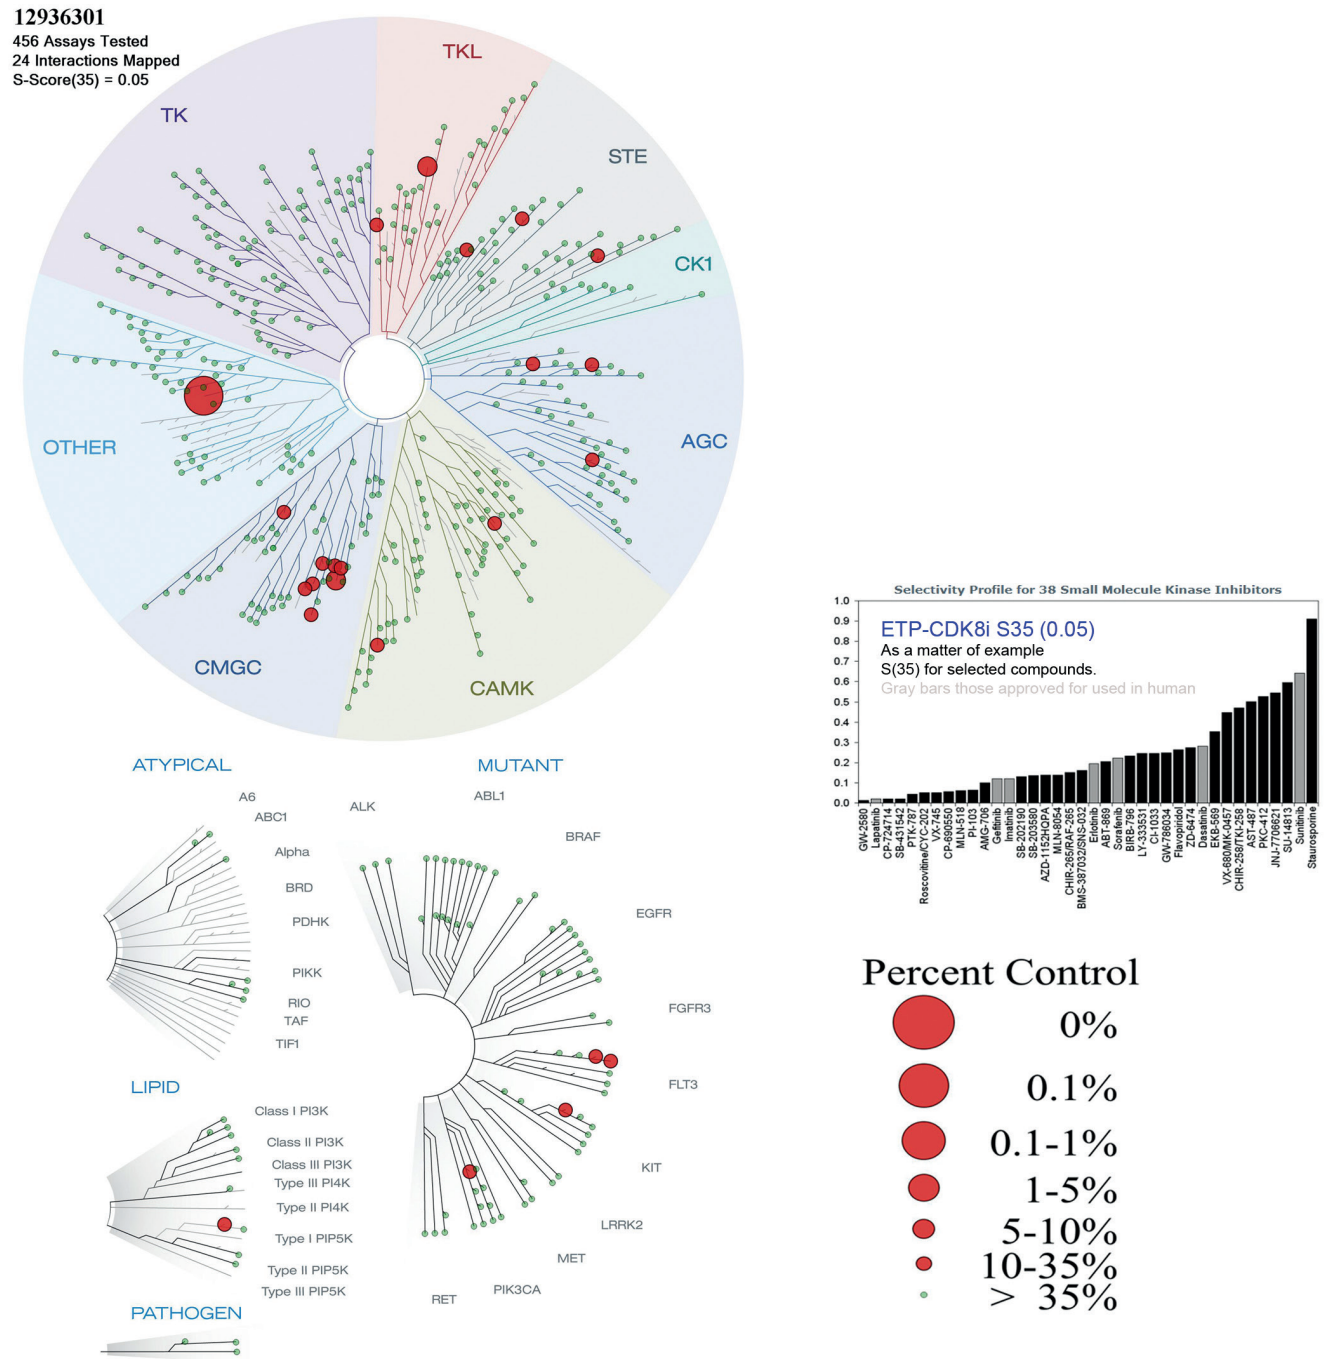 12936301
456 Assays Tested
24 Interactions Mapped
S-Score(35) = 0.05
TK
TKL
STE
CK1
AGC
CAMK
CMGC
OTHER
ATYPICAL
A6
ABC1
Alpha
BRD
PDHK
PIKK
RIO
TAF
TIF1
LIPID
Class I PI3K
Class II PI3K
Class III PI3K
Type III PI4K
Type II PI4K
Type I PIP5K
Type II PIP5K
Type III PIP5K
PATHOGEN
MUTANT
ALK
ABL1
BRAF
EGFR
FGFR3
FLT3
KIT
LRRK2
MET
PIK3CA
RET
Selectivity Profile for 38 Small Molecule Kinase Inhibitors
ETP-CDK8i S35 (0.05)
As a matter of example
S(35) for selected compounds.
Gray bars those approved for used in human
1.0
0.9
0.8
0.7
0.6
0.5
0.4
0.3
0.2
0.1
0.0
GW-2580
Lapatinib
CP-724714
SB-431542
PTK-787
Roscovitine/CYC-202
VX-745
CP-690550
MLN-518
PI-103
AMG-706
Gefitinib
Imatinib
SB-202190
SB-203580
AZD-1152HQPA
MLN-8054
CHIR-265/RAF-265
BMS-387032/SNS-032
Erlotinib
ABT-869
Sorafenib
BIRB-796
LY-333531
CI-1033
GW-786034
Flavopiridol
ZD-6474
Dasatinib
EKB-569
VX-680/MK-0457
CHIR-258/TKI-258
AST-487
PKC-412
JNJ-7706621
SU-14813
Sunitinib
Staurosporine
Percent Control
0%
0.1%
0.1-1%
1-5%
5-10%
10-35%
> 35%